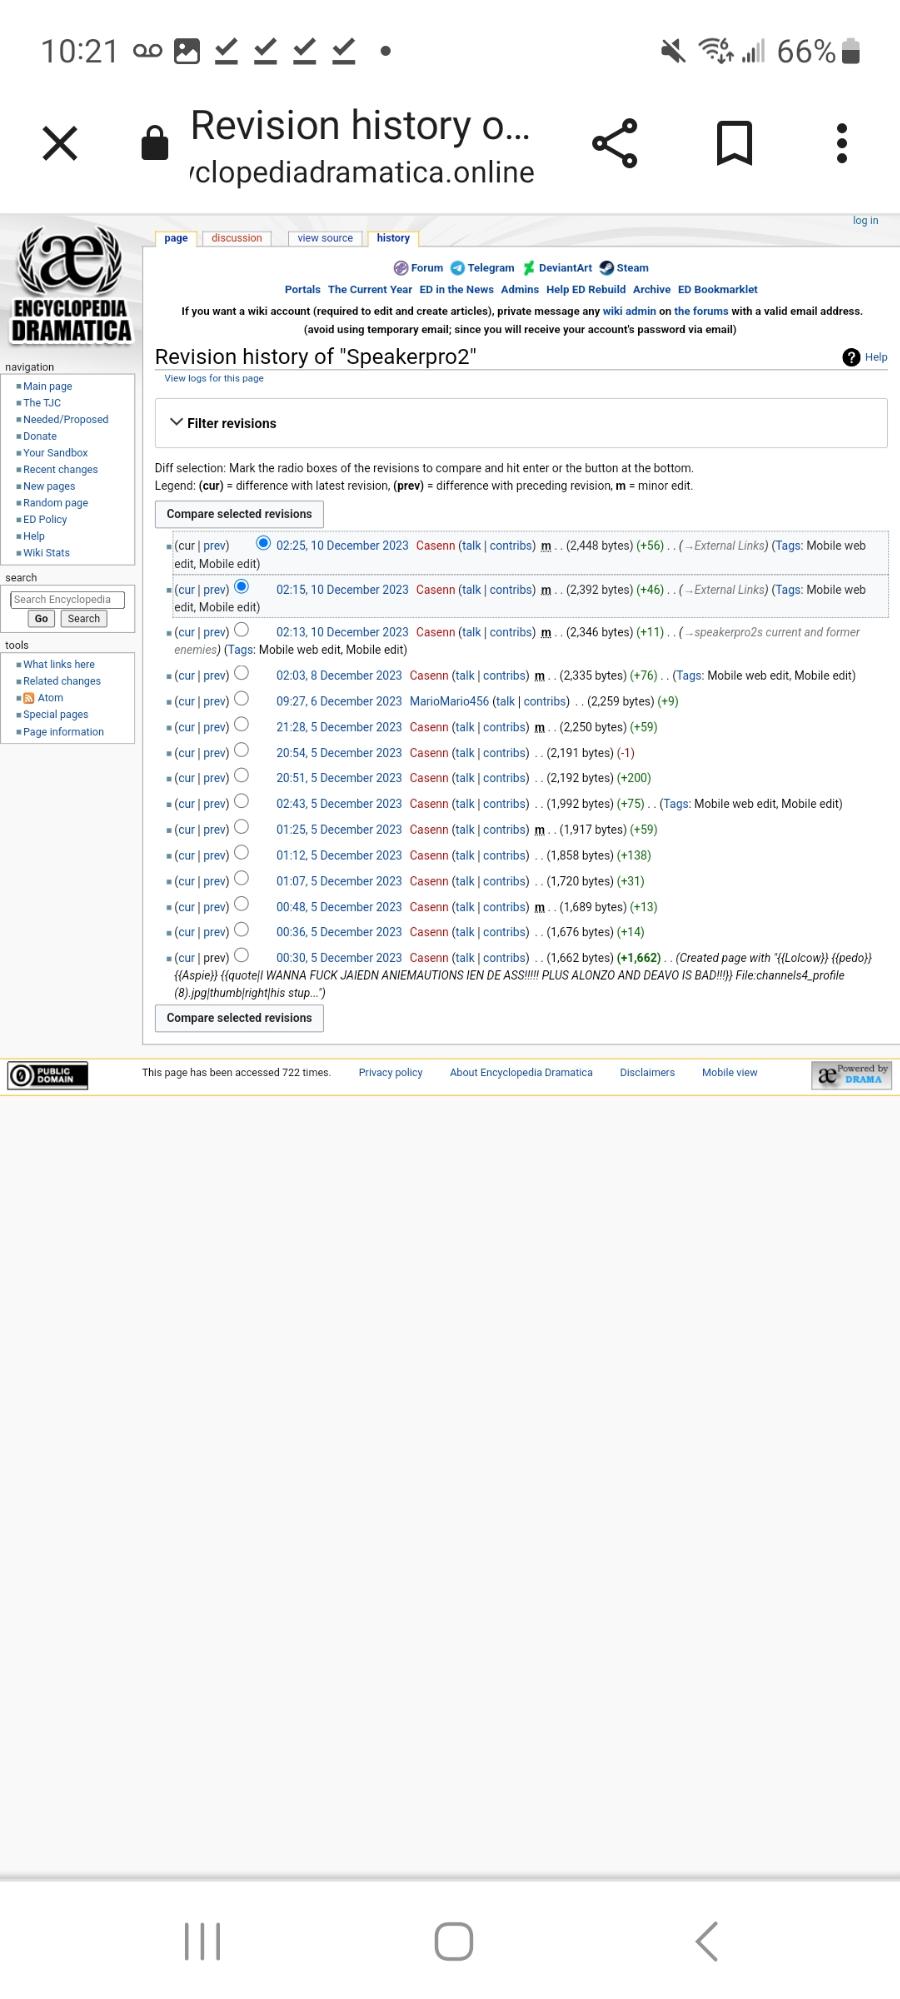 10:21 66%
Revision history o...
clopediadramatica.online
log in
page discussion view source history
æ
ENCYCLOPEDIA
DRAMATICA
Forum Telegram DeviantArt Steam
Portals The Current Year ED in the News Admins Help ED Rebuild Archive ED Bookmarklet
If you want a wiki account (required to edit and create articles), private message any wiki admin on the forums with a valid email address.
(avoid using temporary email; since you will receive your account's password via email)
Revision history of "Speakerpro2"
? Help
View logs for this page
navigation
Main page
The TJC
Needed/Proposed
Donate
Your Sandbox
Recent changes
New pages
Random page
ED Policy
Help
Wiki Stats
search
Search Encyclopedia
Go Search
tools
What links here
Related changes
Atom
Special pages
Page information
Filter revisions
Diff selection: Mark the radio boxes of the revisions to compare and hit enter or the button at the bottom.
Legend: (cur) = difference with latest revision, (prev) = difference with preceding revision, m = minor edit.
Compare selected revisions
(cur | prev) 02:25, 10 December 2023 Casenn (talk | contribs) m . . (2,448 bytes) (+56) . . (→External Links) (Tags: Mobile web
edit, Mobile edit)
(cur | prev) 02:15, 10 December 2023 Casenn (talk | contribs) m . . (2,392 bytes) (+46) . . (→External Links) (Tags: Mobile web
edit, Mobile edit)
(cur | prev) 02:13, 10 December 2023 Casenn (talk | contribs) m . . (2,346 bytes) (+11) . . (→speakerpro2s current and former
enemies) (Tags: Mobile web edit, Mobile edit)
(cur | prev) 02:03, 8 December 2023 Casenn (talk | contribs) m . . (2,335 bytes) (+76) . . (Tags: Mobile web edit, Mobile edit)
(cur | prev) 09:27, 6 December 2023 MarioMario456 (talk | contribs) . . (2,259 bytes) (+9)
(cur | prev) 21:28, 5 December 2023 Casenn (talk | contribs) m . . (2,250 bytes) (+59)
(cur | prev) 20:54, 5 December 2023 Casenn (talk | contribs) . . (2,191 bytes) (-1)
(cur | prev) 20:51, 5 December 2023 Casenn (talk | contribs) . . (2,192 bytes) (+200)
(cur | prev) 02:43, 5 December 2023 Casenn (talk | contribs) . . (1,992 bytes) (+75) . . (Tags: Mobile web edit, Mobile edit)
(cur | prev) 01:25, 5 December 2023 Casenn (talk | contribs) m . . (1,917 bytes) (+59)
(cur | prev) 01:12, 5 December 2023 Casenn (talk | contribs) . . (1,858 bytes) (+138)
(cur | prev) 01:07, 5 December 2023 Casenn (talk | contribs) . . (1,720 bytes) (+31)
(cur | prev) 00:48, 5 December 2023 Casenn (talk | contribs) m . . (1,689 bytes) (+13)
(cur | prev) 00:36, 5 December 2023 Casenn (talk | contribs) . . (1,676 bytes) (+14)
(cur | prev) 00:30, 5 December 2023 Casenn (talk | contribs) . . (1,662 bytes) (+1,662) . . (Created page with "{{Lolcow}} {{pedo}}
{{Aspie}} {{quote|I WANNA FUCK JAIEDN ANIEMAUTIONS IEN DE ASS!!!!! PLUS ALONZO AND DEAVO IS BAD!!!}} File:channels4_profile
(8).jpg|thumb|right|his stup...")
Compare selected revisions
PUBLIC
DOMAIN
This page has been accessed 722 times. Privacy policy About Encyclopedia Dramatica Disclaimers Mobile view
æ Powered by
DRAMA